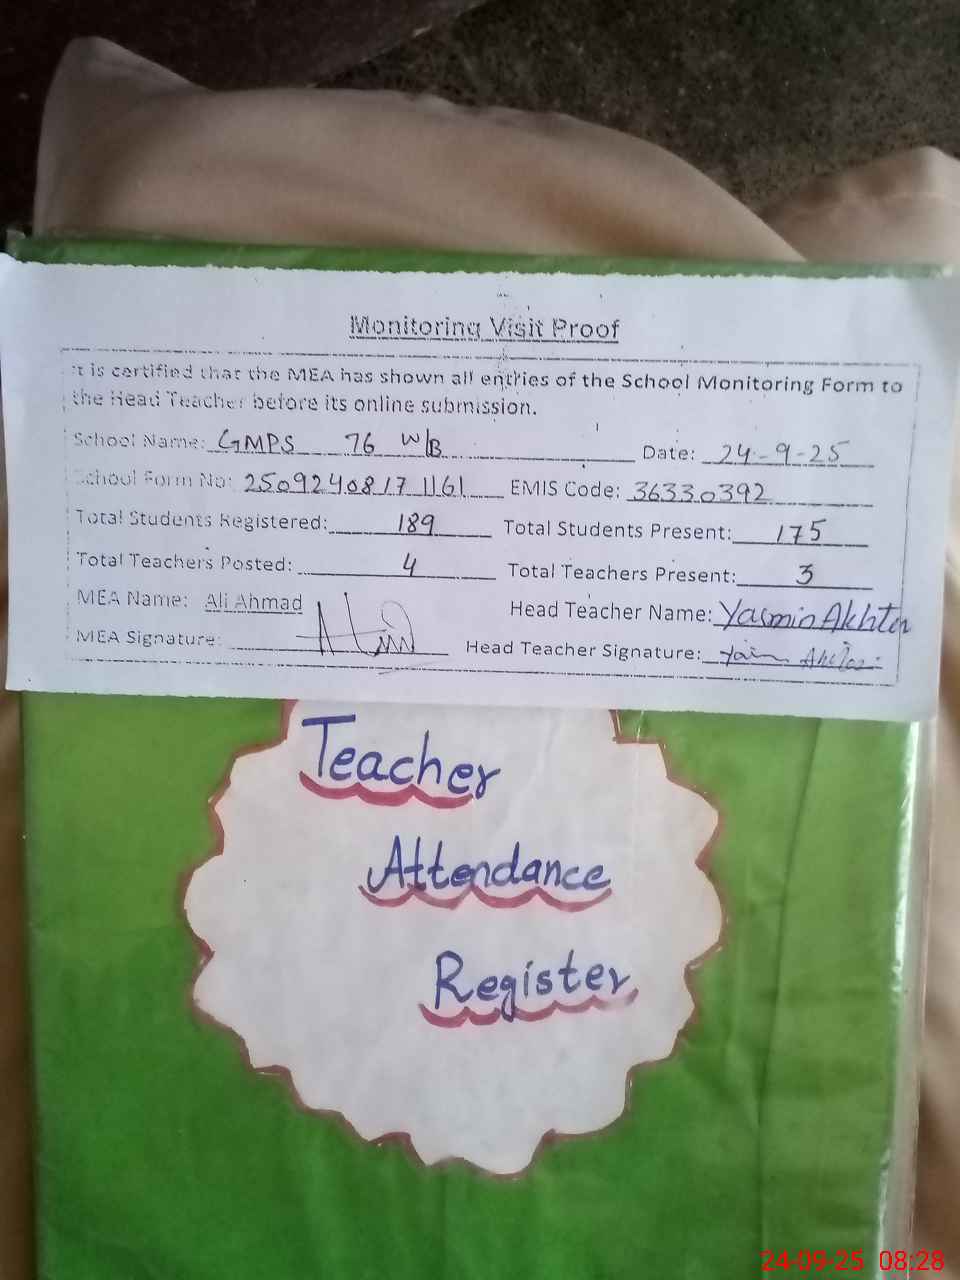 Monitoring Visit Proof
It is certified that the MEA has shown all entries of the School Monitoring Form to
the Head Teacher before its online submission.
School Name: GMPS 76 W/B Date: 24-9-25
School Form No: 25092408171161 EMIS Code: 36330392
Total Students Registered: 189 Total Students Present: 175
Total Teachers Posted: 4 Total Teachers Present: 3
MEA Name: Ali Ahmad Head Teacher Name: Yasmin Akhter
MEA Signature: Head Teacher Signature:
Teacher
Attendance
Register
24-09-25 08:28